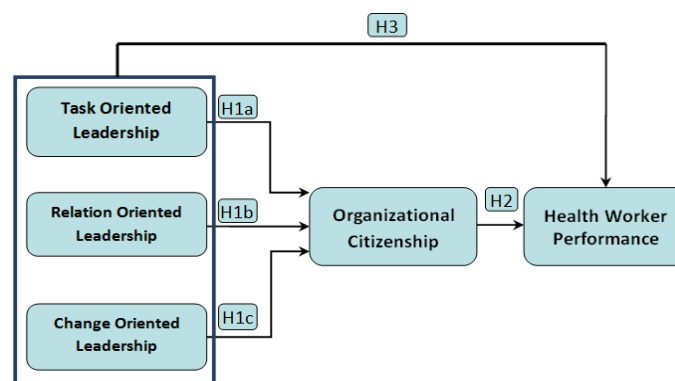 H3
Task Oriented
Leadership
H1a
Relation Oriented
Leadership
H1b
Organizational
Citizenship
H2
Health Worker
Performance
Change Oriented
Leadership
H1c